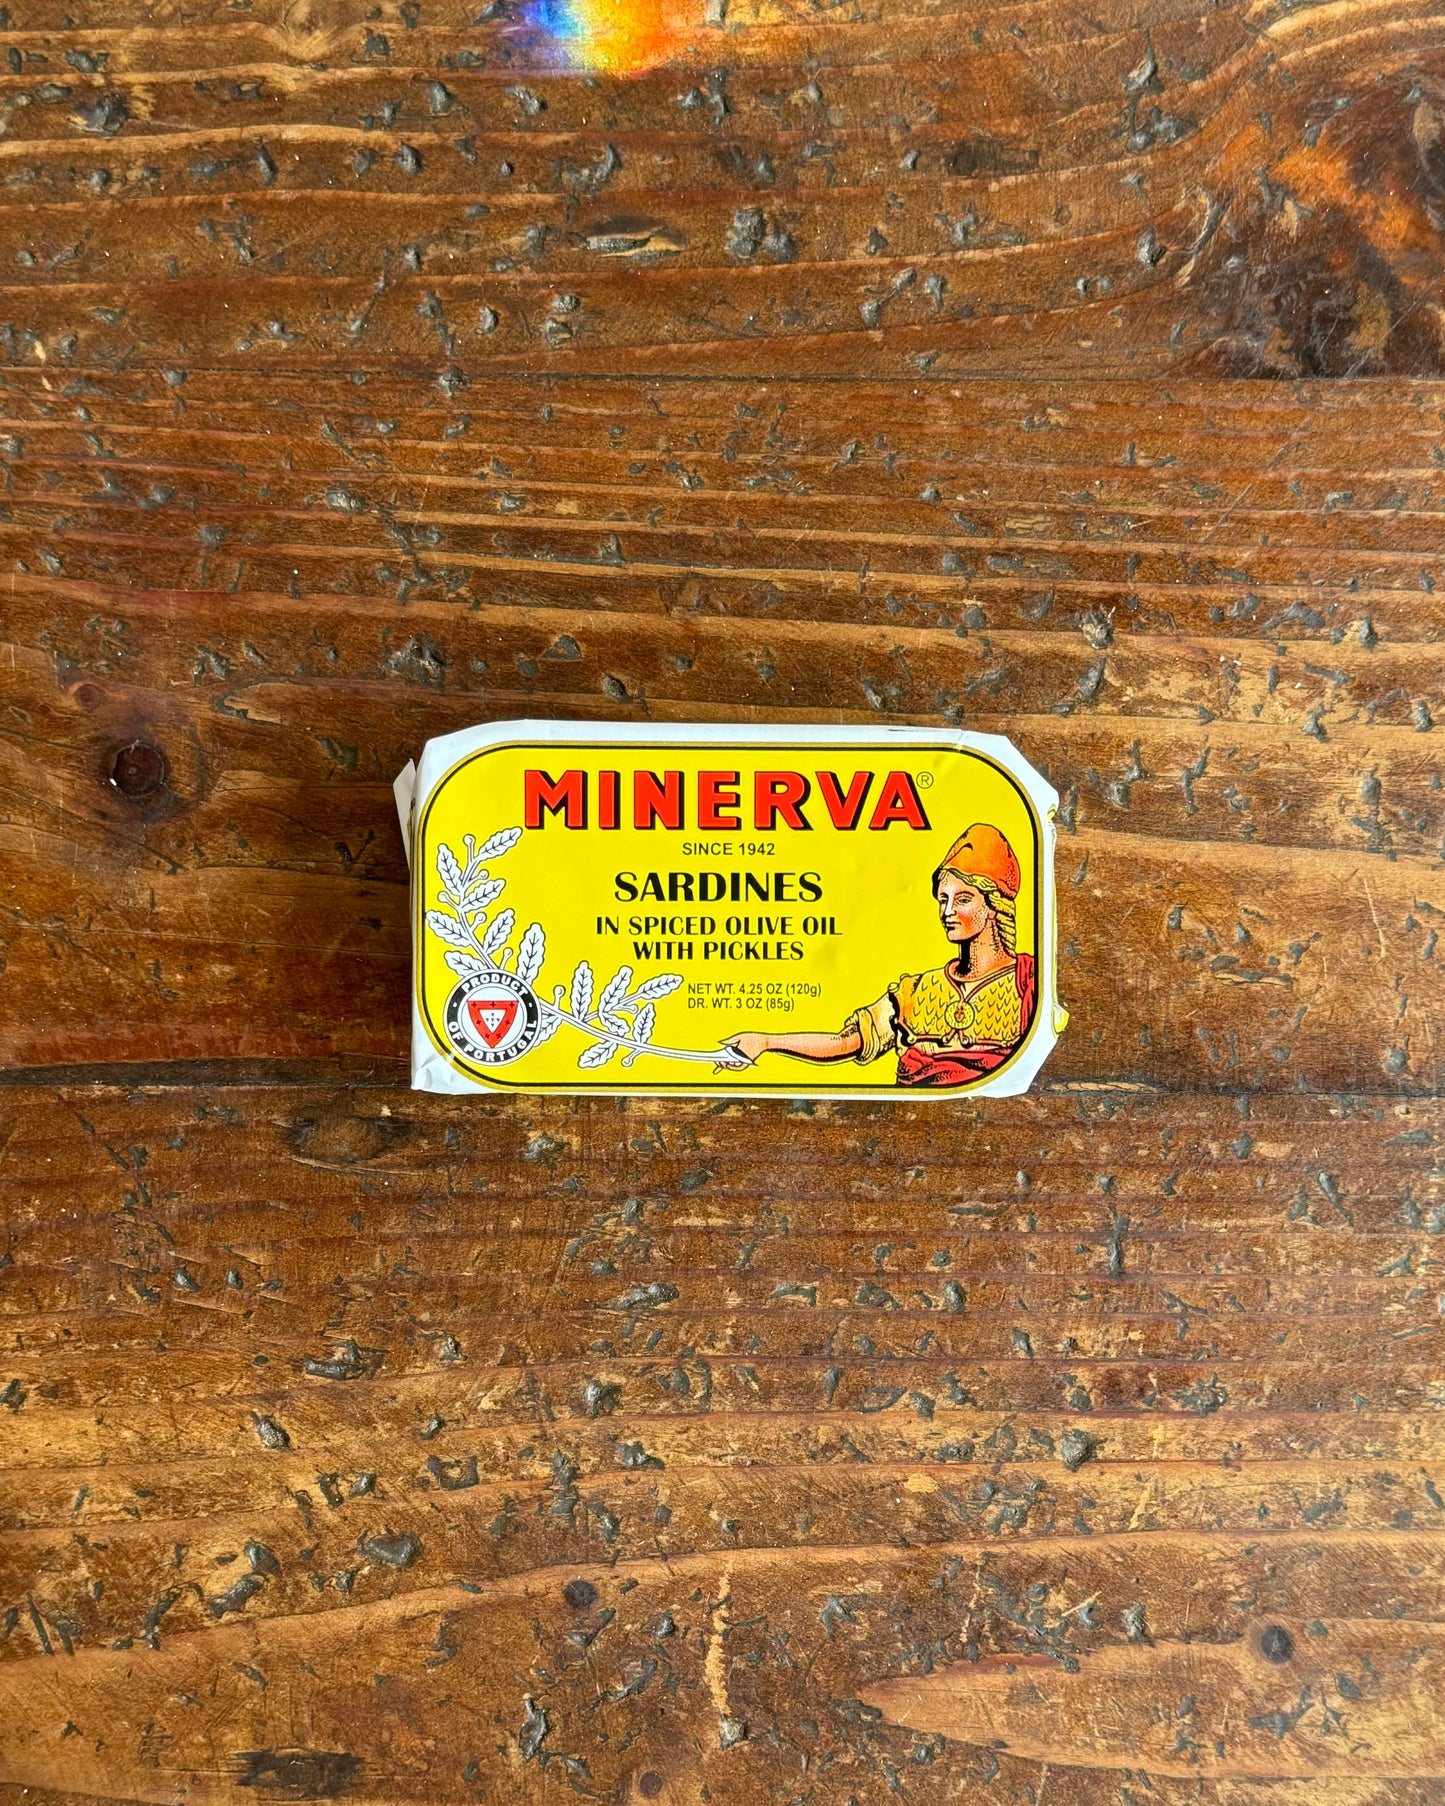 MINERVA®
SINCE 1942
SARDINES
IN SPICED OLIVE OIL
WITH PICKLES
NET WT. 4.25 OZ (120g)
DR. WT. 3 OZ (85g)
PRODUCT
OF PORTUGAL